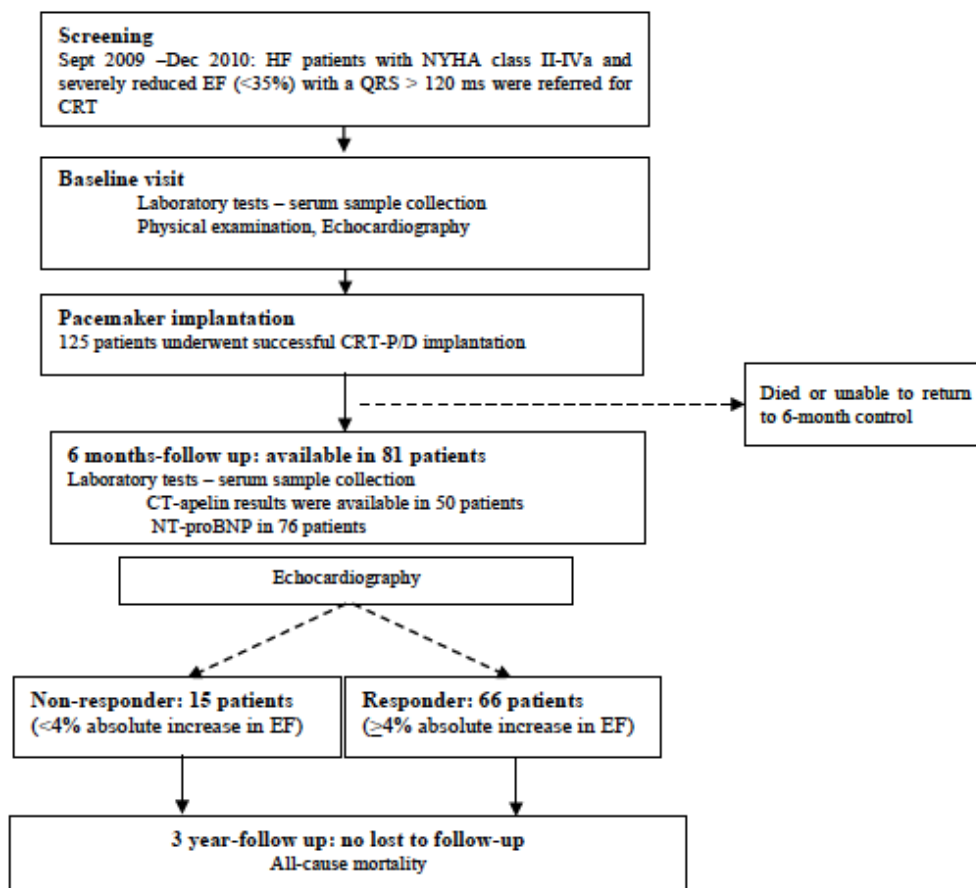 Screening
Sept 2009 –Dec 2010: HF patients with NYHA class II-IVa and
severely reduced EF (<35%) with a QRS > 120 ms were referred for
CRT
Baseline visit
Laboratory tests – serum sample collection
Physical examination, Echocardiography
Pacemaker implantation
125 patients underwent successful CRT-P/D implantation
Died or unable to return
to 6-month control
6 months-follow up: available in 81 patients
Laboratory tests – serum sample collection
CT-apelin results were available in 50 patients
NT-proBNP in 76 patients
Echocardiography
Non-responder: 15 patients
(<4% absolute increase in EF)
Responder: 66 patients
(≥4% absolute increase in EF)
3 year-follow up: no lost to follow-up
All-cause mortality